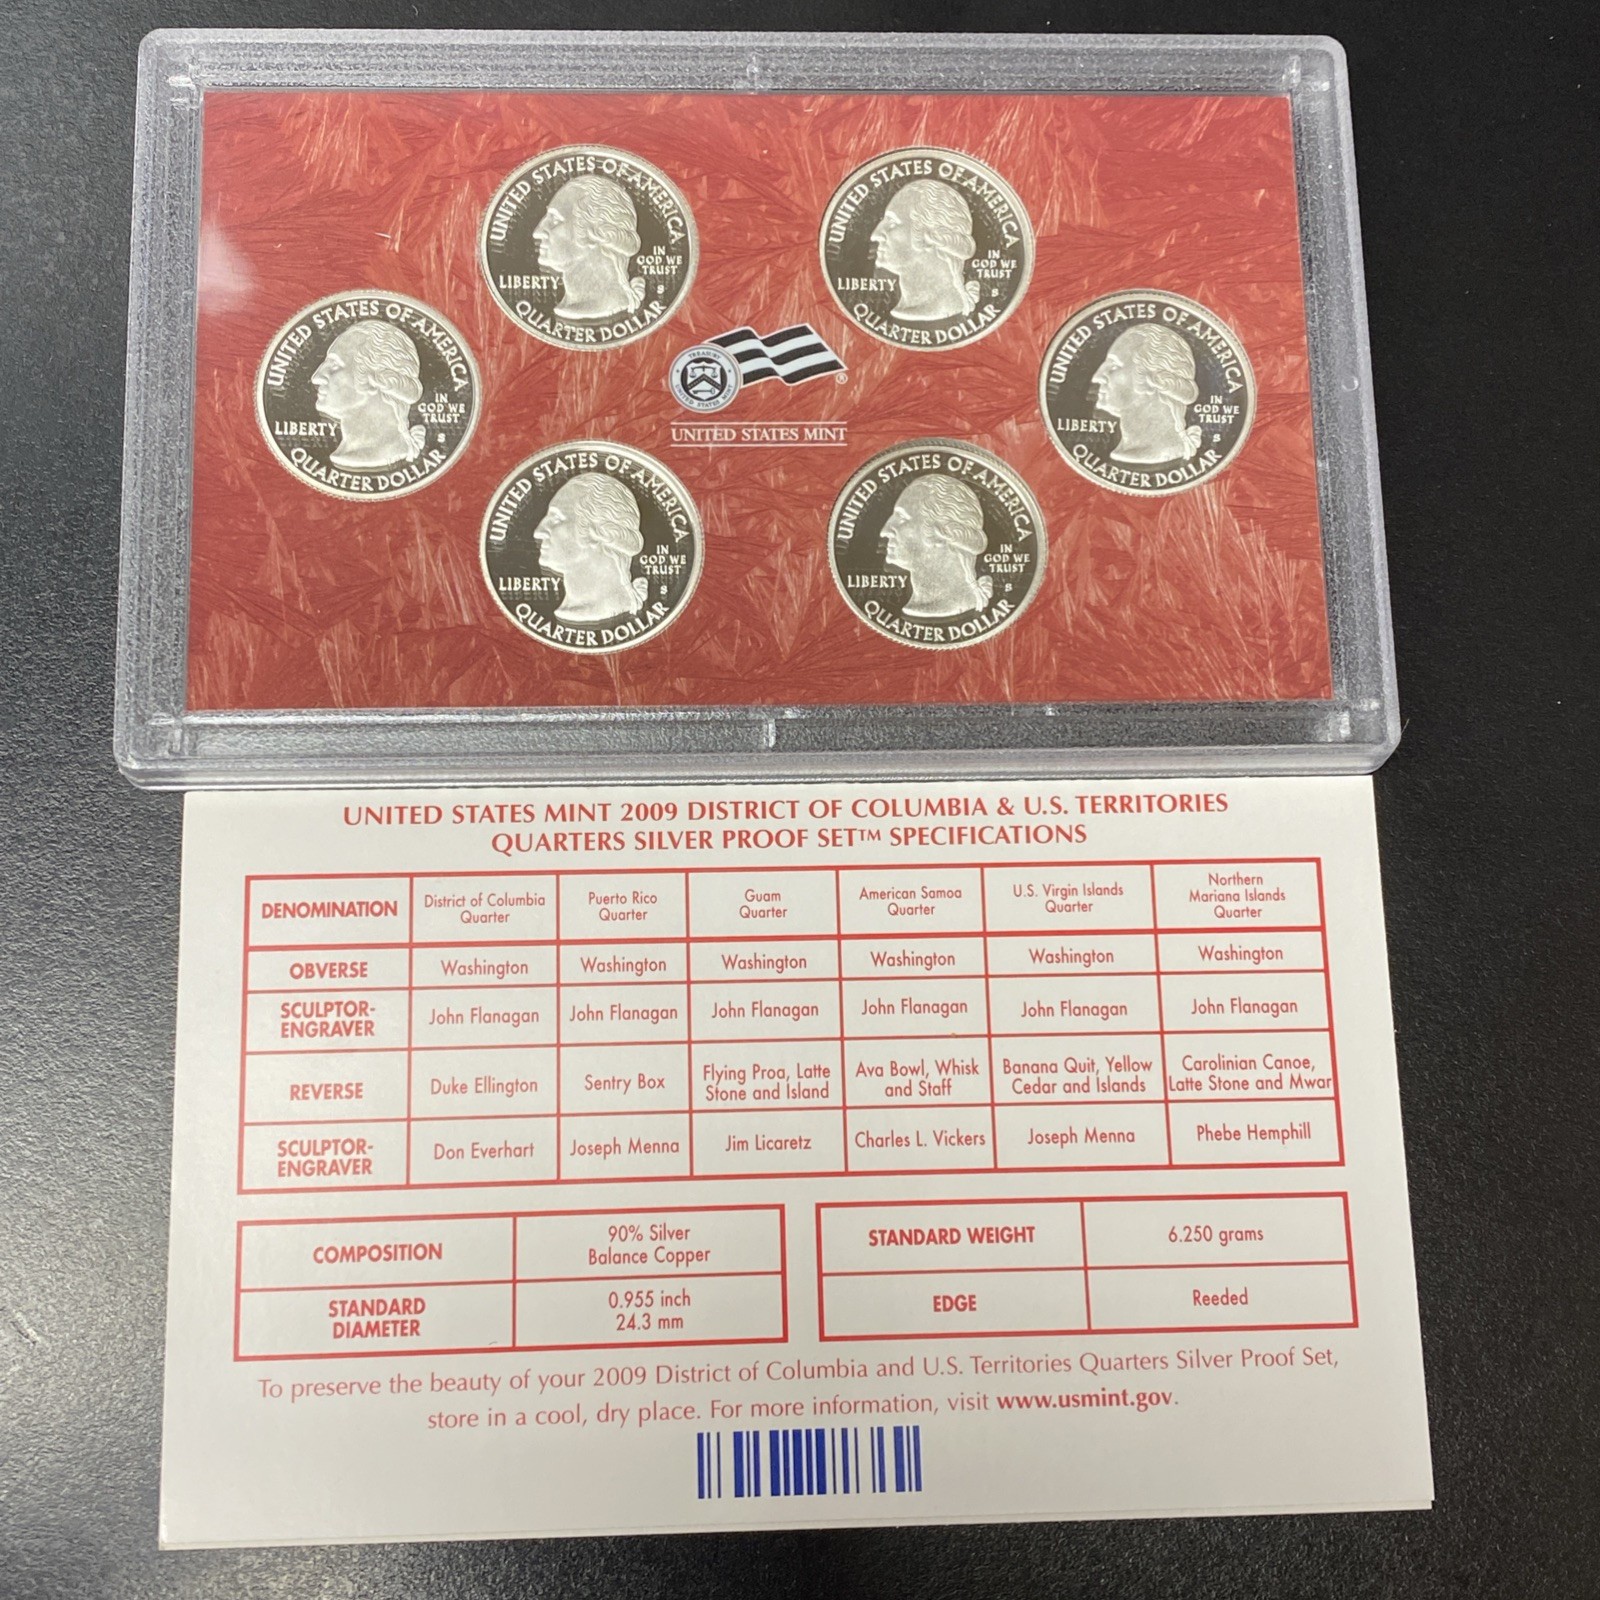 UNITED STATES OF AMERICA
LIBERTY
IN
GOD WE
TRUST
S
QUARTER DOLLAR
UNITED STATES OF AMERICA
LIBERTY
IN
GOD WE
TRUST
S
QUARTER DOLLAR
UNITED STATES OF AMERICA
LIBERTY
IN
GOD WE
TRUST
S
QUARTER DOLLAR
UNITED STATES OF AMERICA
LIBERTY
IN
GOD WE
TRUST
S
QUARTER DOLLAR
TREASURY
UNITED STATES MINT
®
UNITED STATES MINT
UNITED STATES OF AMERICA
LIBERTY
IN
GOD WE
TRUST
S
QUARTER DOLLAR
UNITED STATES OF AMERICA
LIBERTY
IN
GOD WE
TRUST
S
QUARTER DOLLAR
UNITED STATES MINT 2009 DISTRICT OF COLUMBIA & U.S. TERRITORIES
QUARTERS SILVER PROOF SET™ SPECIFICATIONS
DENOMINATION
District of Columbia
Quarter
Puerto Rico
Quarter
Guam
Quarter
American Samoa
Quarter
U.S. Virgin Islands
Quarter
Northern
Mariana Islands
Quarter
OBVERSE
Washington
Washington
Washington
Washington
Washington
Washington
SCULPTOR-
ENGRAVER
John Flanagan
John Flanagan
John Flanagan
John Flanagan
John Flanagan
John Flanagan
REVERSE
Duke Ellington
Sentry Box
Flying Proa, Latte
Stone and Island
Ava Bowl, Whisk
and Staff
Banana Quit, Yellow
Cedar and Islands
Carolinian Canoe,
Latte Stone and Mwar
SCULPTOR-
ENGRAVER
Don Everhart
Joseph Menna
Jim Licaretz
Charles L. Vickers
Joseph Menna
Phebe Hemphill
COMPOSITION
90% Silver
Balance Copper
STANDARD
DIAMETER
0.955 inch
24.3 mm
STANDARD WEIGHT
6.250 grams
EDGE
Reeded
To preserve the beauty of your 2009 District of Columbia and U.S. Territories Quarters Silver Proof Set,
store in a cool, dry place. For more information, visit www.usmint.gov.